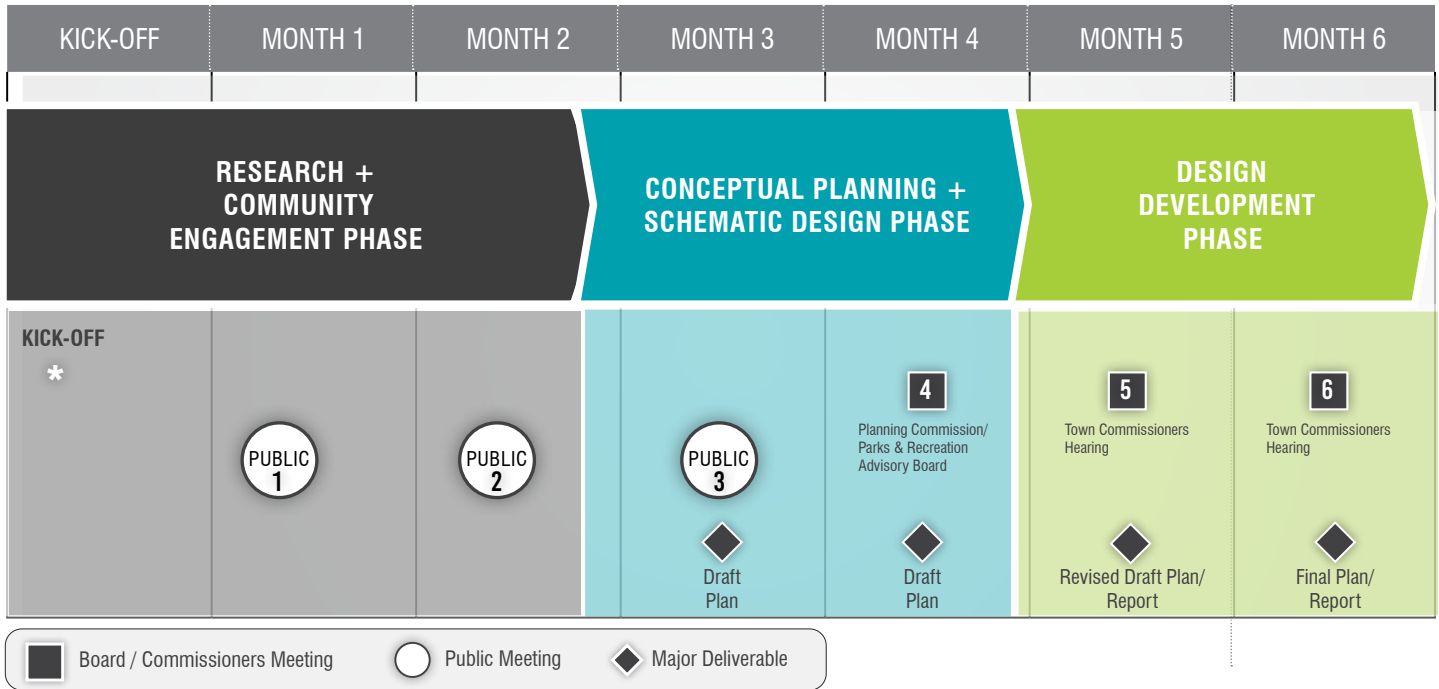 KICK-OFF
MONTH 1
MONTH 2
MONTH 3
MONTH 4
MONTH 5
MONTH 6
RESEARCH +
COMMUNITY
ENGAGEMENT PHASE
CONCEPTUAL PLANNING +
SCHEMATIC DESIGN PHASE
DESIGN
DEVELOPMENT
PHASE
KICK-OFF
*
PUBLIC
1
PUBLIC
2
PUBLIC
3
Draft
Plan
4
Planning Commission/
Parks & Recreation
Advisory Board
Draft
Plan
5
Town Commissioners
Hearing
Revised Draft Plan/
Report
6
Town Commissioners
Hearing
Final Plan/
Report
Board / Commissioners Meeting
Public Meeting
Major Deliverable